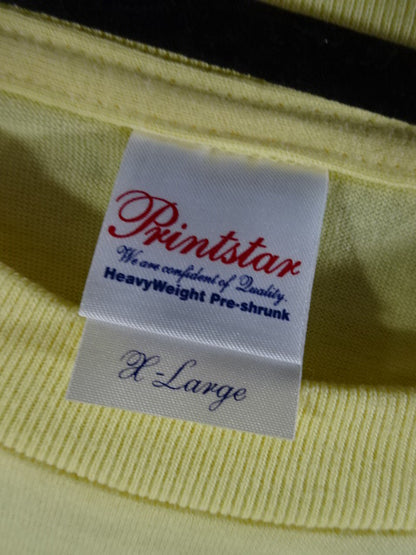 Printstar
We are confident of Quality.
HeavyWeight Pre-shrunk
X-Large